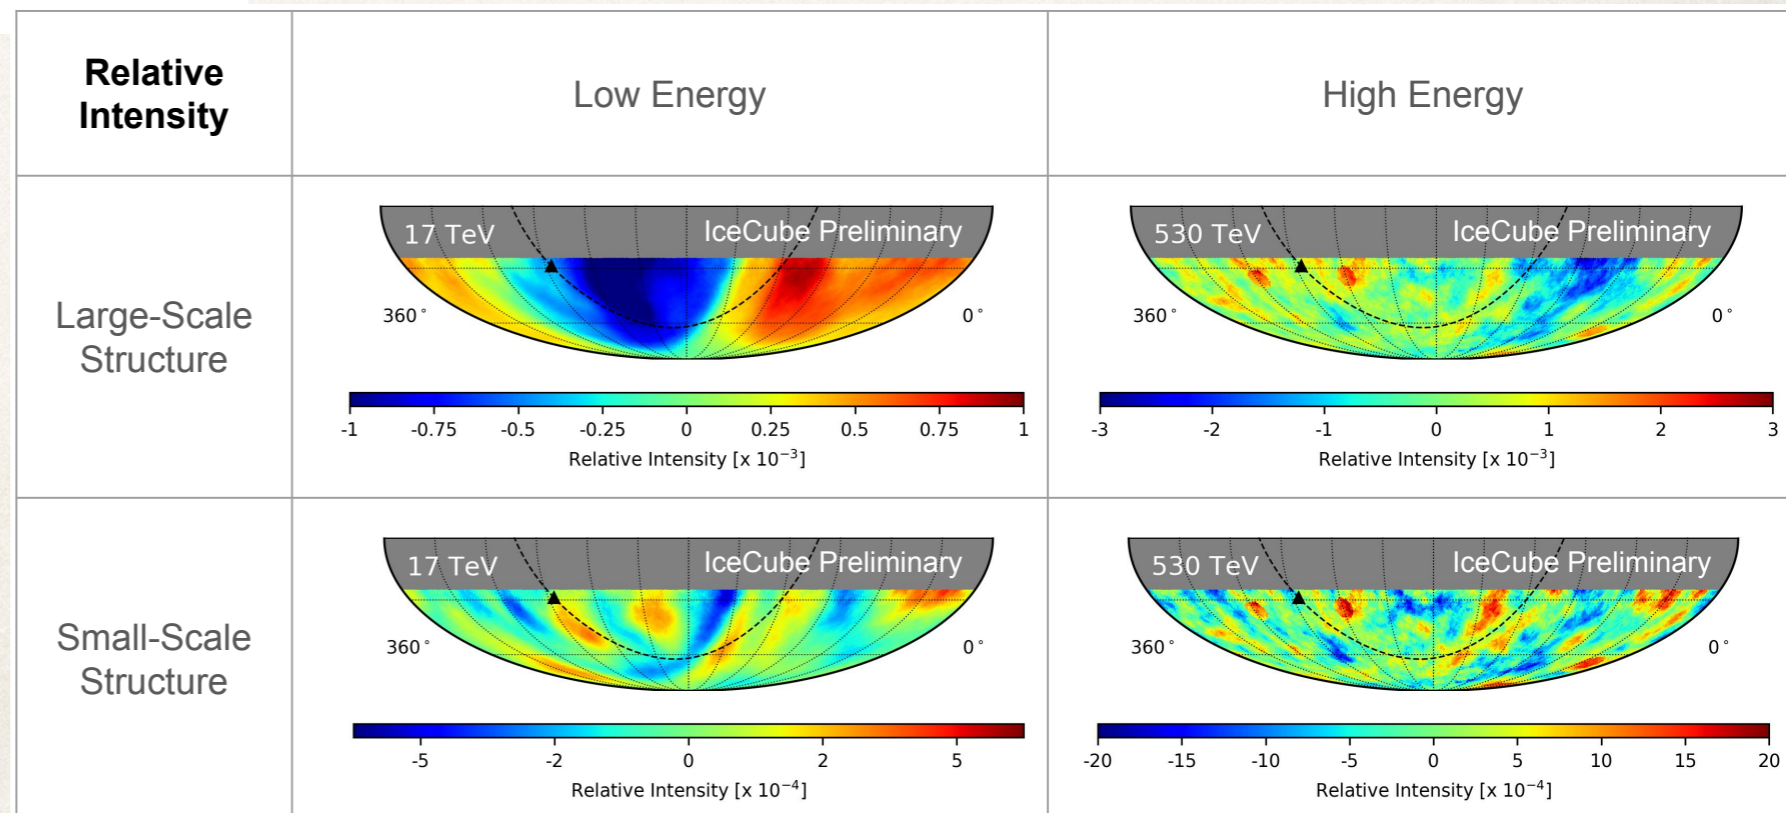 Relative
Intensity
Low Energy
High Energy
Large-Scale
Structure
17 TeV
IceCube Preliminary
360°
0°
-1 -0.75 -0.5 -0.25 0 0.25 0.5 0.75 1
Relative Intensity [x 10⁻³]
530 TeV
IceCube Preliminary
360°
0°
-3 -2 -1 0 1 2 3
Relative Intensity [x 10⁻³]
Small-Scale
Structure
17 TeV
IceCube Preliminary
360°
0°
-5 -2 0 2 5
Relative Intensity [x 10⁻⁴]
530 TeV
IceCube Preliminary
360°
0°
-20 -15 -10 -5 0 5 10 15 20
Relative Intensity [x 10⁻⁴]